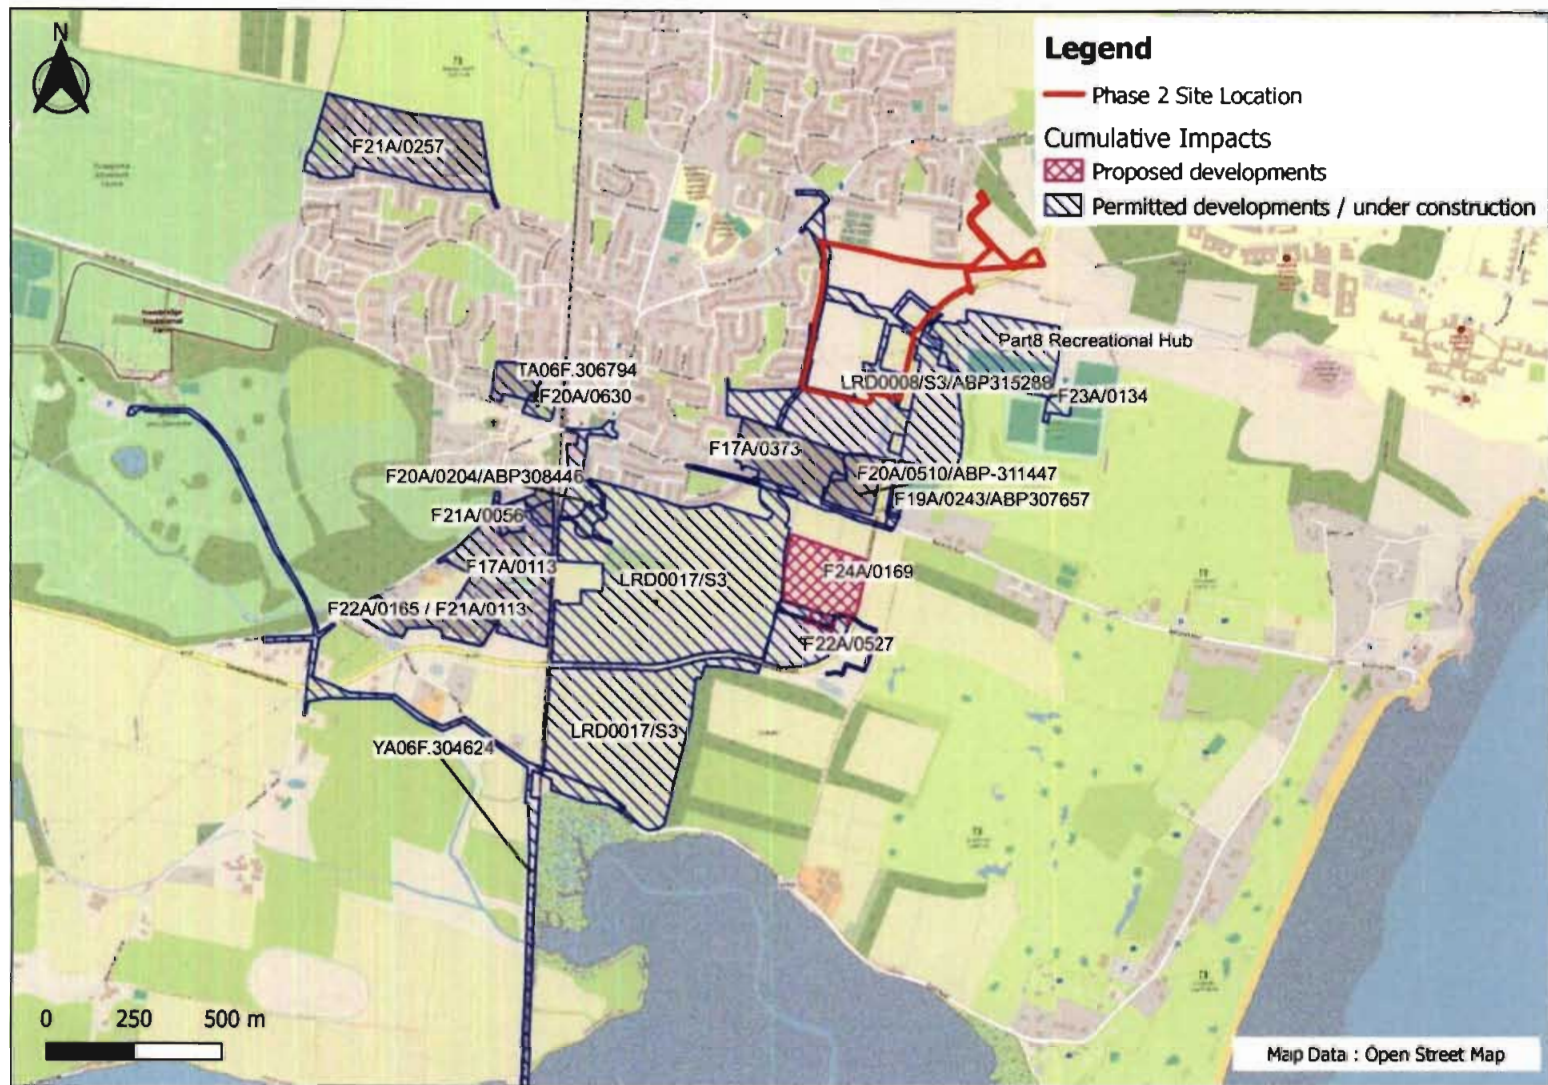 N
Legend
Phase 2 Site Location
Cumulative Impacts
Proposed developments
Permitted developments / under construction
F21A/0257
Part8 Recreational Hub
TA06F.306794
LRD0008/S3/ABP315288
F20A/0630
F23A/0134
F17A/0373
F20A/0204/ABP308446
F20A/0510/ABP-311447
F19A/0243/ABP307657
F21A/0056
F17A/0113
LRD0017/S3
F24A/0169
F22A/0165 / F21A/0113
F22A/0527
LRD0017/S3
YA06F.304624
0 250 500 m
Map Data : Open Street Map